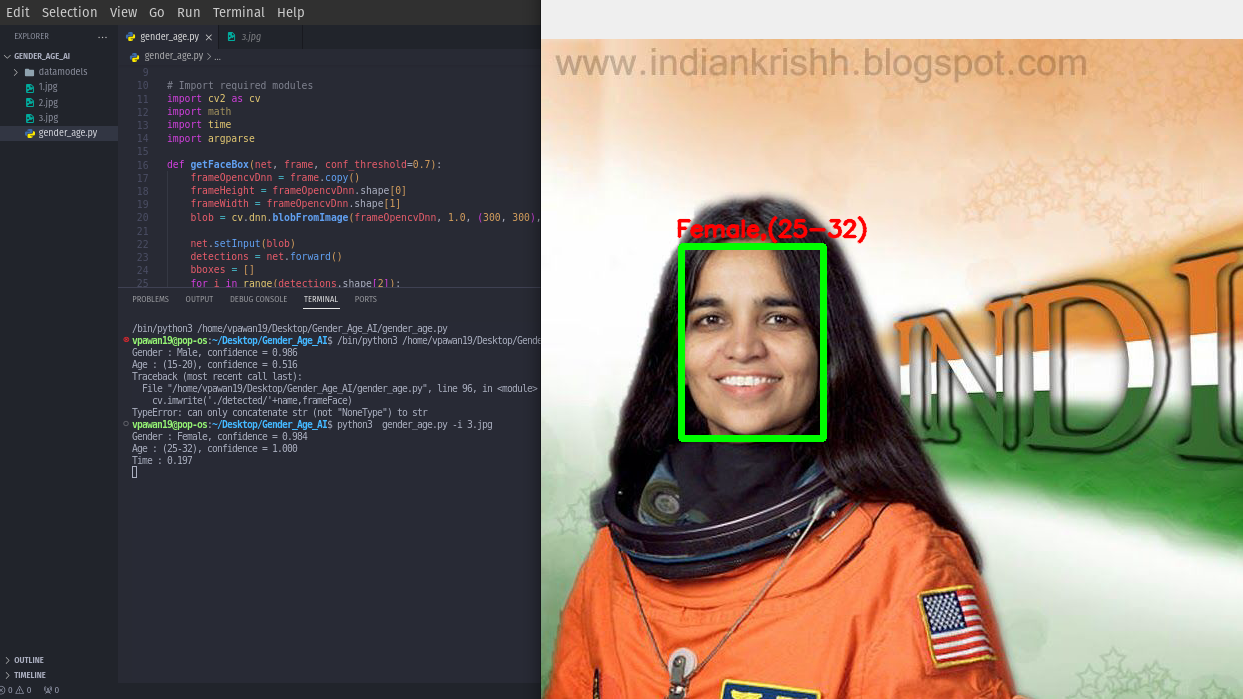 Edit Selection View Go Run Terminal Help
EXPLORER ...
GENDER_AGE_AI
datamodels
1.jpg
2.jpg
3.jpg
gender_age.py
OUTLINE
TIMELINE
0 0 0
gender_age.py 3.jpg
gender_age.py > ...
9
10 # Import required modules
11 import cv2 as cv
12 import math
13 import time
14 import argparse
15
16 def getFaceBox(net, frame, conf_threshold=0.7):
17 frameOpencvDnn = frame.copy()
18 frameHeight = frameOpencvDnn.shape[0]
19 frameWidth = frameOpencvDnn.shape[1]
20 blob = cv.dnn.blobFromImage(frameOpencvDnn, 1.0, (300, 300),
21
22 net.setInput(blob)
23 detections = net.forward()
24 bboxes = []
25 for i in range(detections.shape[2]):
PROBLEMS OUTPUT DEBUG CONSOLE TERMINAL PORTS
/bin/python3 /home/vpawan19/Desktop/Gender_Age_AI/gender_age.py
vpawan19@pop-os:~/Desktop/Gender_Age_AI$ /bin/python3 /home/vpawan19/Desktop/Gende
Gender : Male, confidence = 0.986
Age : (15-20), confidence = 0.516
Traceback (most recent call last):
File "/home/vpawan19/Desktop/Gender_Age_AI/gender_age.py", line 96, in <module>
cv.imwrite('./detected/'+name,frameFace)
TypeError: can only concatenate str (not "NoneType") to str
vpawan19@pop-os:~/Desktop/Gender_Age_AI$ python3 gender_age.py -i 3.jpg
Gender : Female, confidence = 0.984
Age : (25-32), confidence = 1.000
Time : 0.197
www.indiankrishh.blogspot.com
Female,(25-32)
INDI